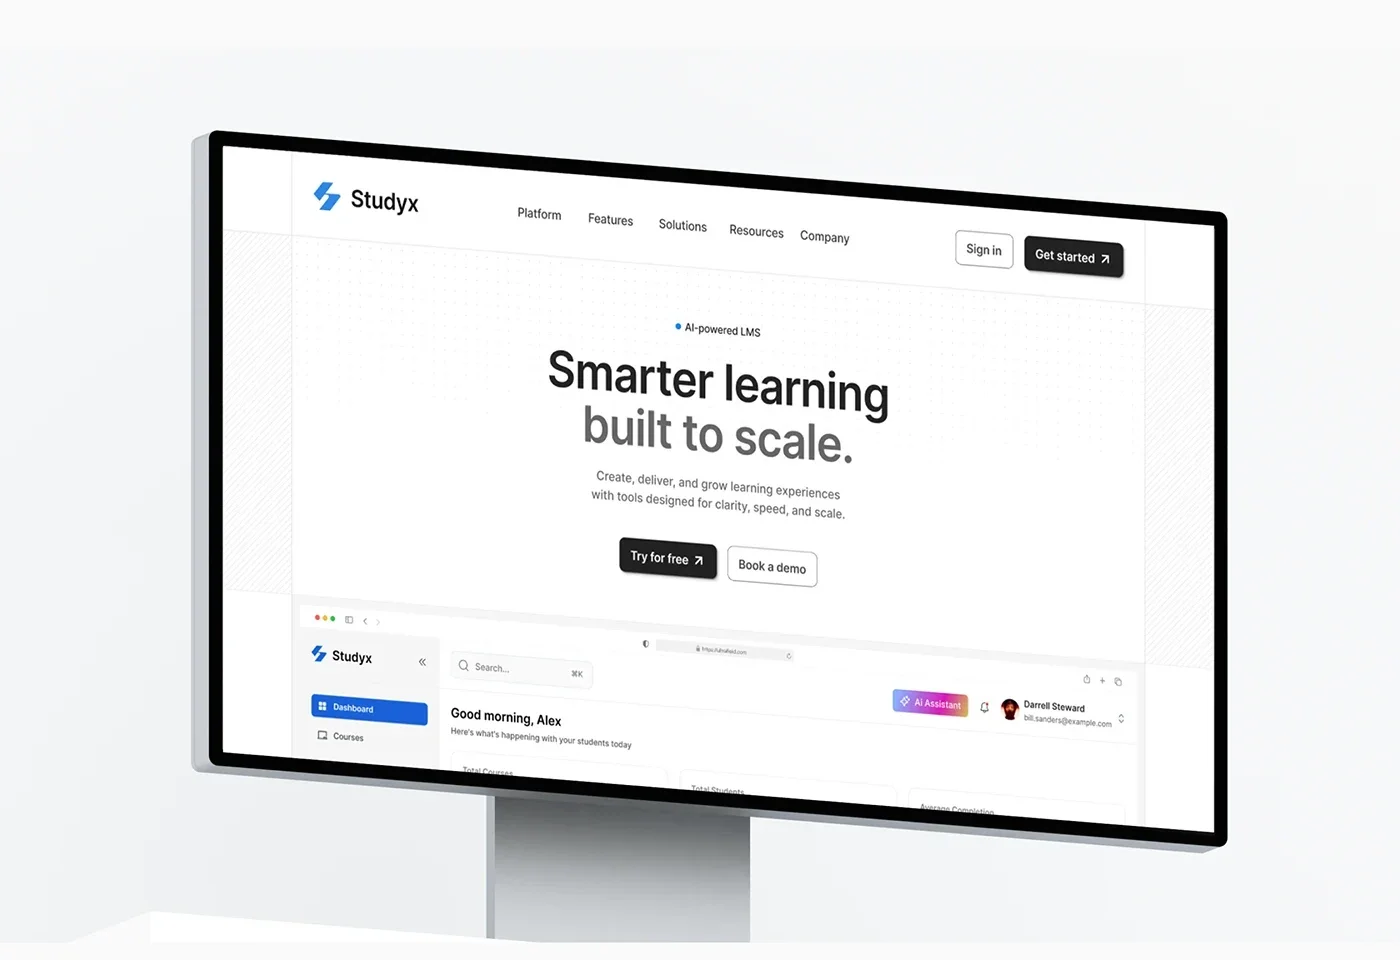 Studyx
Platform
Features
Solutions
Resources
Company
Sign in
Get started
AI-powered LMS
Smarter learning
built to scale.
Create, deliver, and grow learning experiences
with tools designed for clarity, speed, and scale.
Try for free
Book a demo
Studyx
Search...
⌘K
AI Assistant
Darrell Steward
bill.sanders@example.com
Dashboard
Good morning, Alex
Here's what's happening with your students today
Courses
Total Courses
Total Students
Average Completion